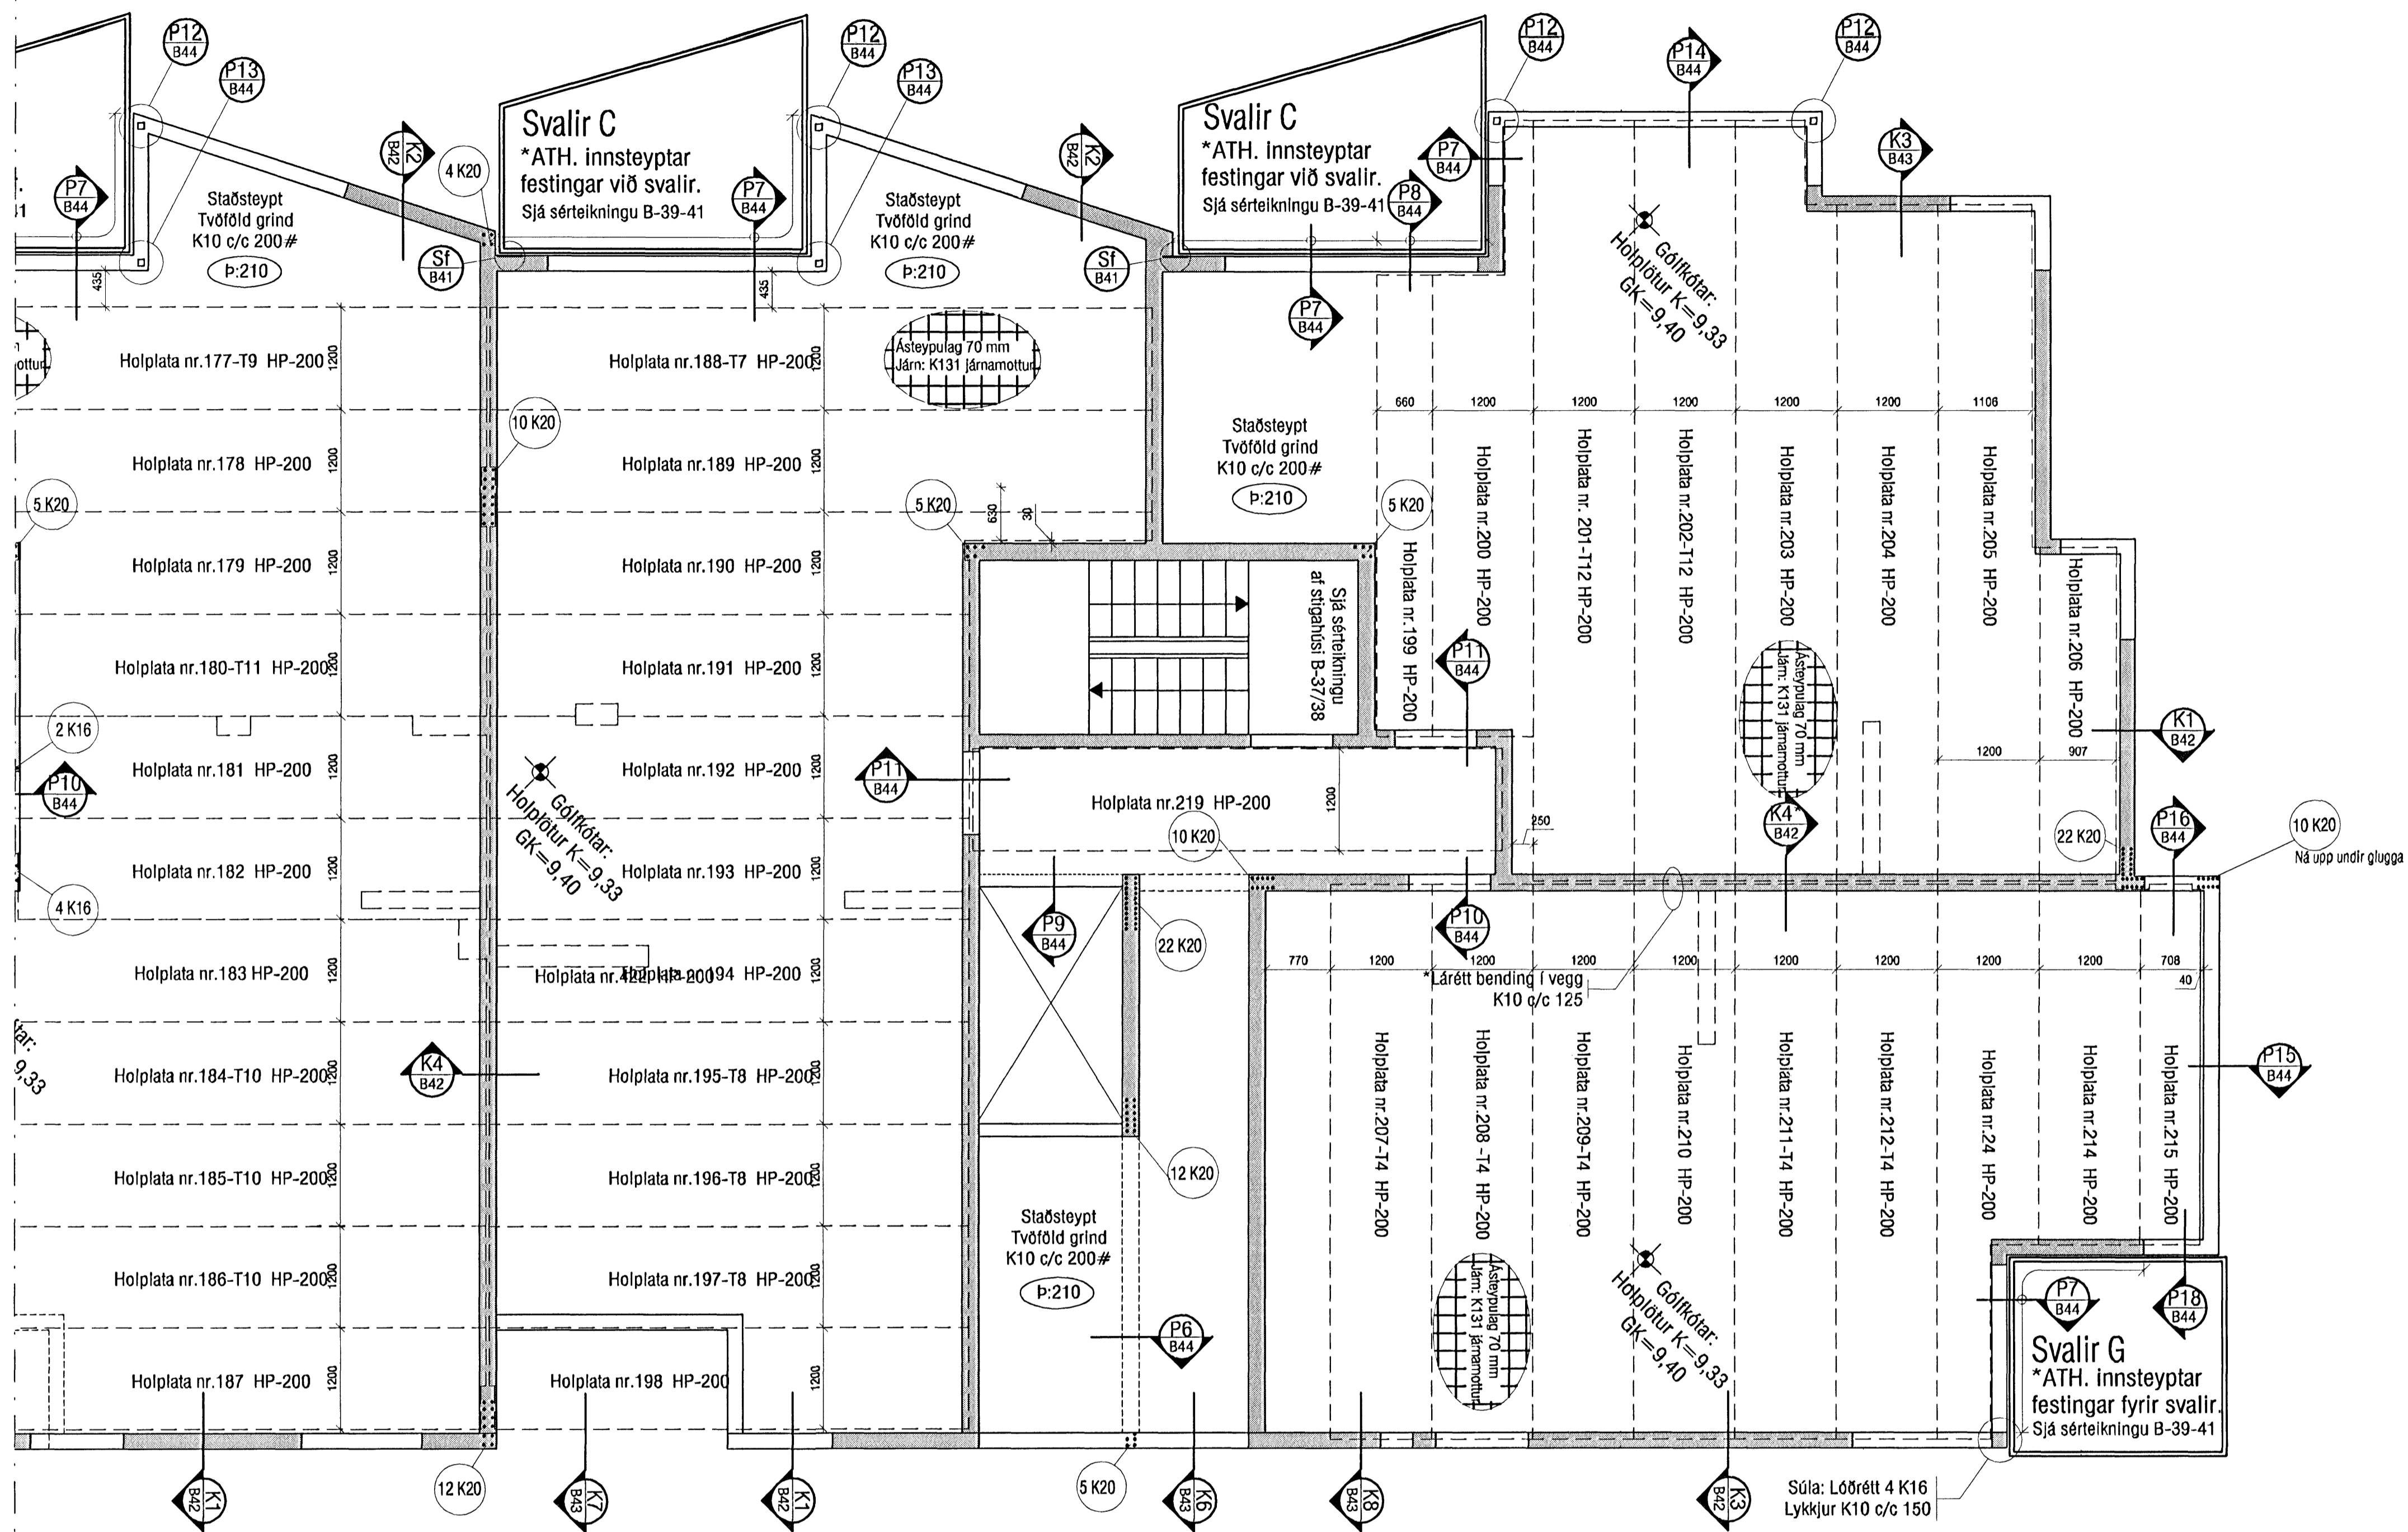 P12
B44
P13
B44
P7
B44
K2
B42
4 K20
Staðsteypt
Tvöföld grind
K10 c/c 200#
Þ:210
435
Sf
B41
Svalir C
*ATH. innsteyptar
festingar við svalir.
Sjá sérteikningu B-39-41
P7
B44
P12
B44
P13
B44
Staðsteypt
Tvöföld grind
K10 c/c 200#
Þ:210
435
K2
B42
Sf
B41
Svalir C
*ATH. innsteyptar
festingar við svalir.
Sjá sérteikningu B-39-41
P7
B44
P8
B44
P7
B44
P12
B44
P14
B44
P12
B44
K3
B43
Gólfkótar:
Holplötur K=9,33
GK=9,40
Holplata nr.177-T9 HP-200
1200
Holplata nr.178 HP-200
1200
Holplata nr.179 HP-200
1200
Holplata nr.180-T11 HP-200
1200
Holplata nr.181 HP-200
1200
Holplata nr.182 HP-200
1200
Holplata nr.183 HP-200
1200
Holplata nr.184-T10 HP-200
1200
Holplata nr.185-T10 HP-200
1200
Holplata nr.186-T10 HP-200
1200
Holplata nr.187 HP-200
1200
5 K20
2 K16
P10
B44
4 K16
9,33
10 K20
K4
B42
Gólfkótar:
Holplötur K=9,33
GK=9,40
Holplata nr.188-T7 HP-200
1200
Holplata nr.189 HP-200
1200
Holplata nr.190 HP-200
1200
Holplata nr.191 HP-200
1200
Holplata nr.192 HP-200
1200
Holplata nr.193 HP-200
1200
Holplata nr.194 HP-200
1200
Holplata nr.195-T8 HP-200
1200
Holplata nr.196-T8 HP-200
1200
Holplata nr.197-T8 HP-200
1200
Holplata nr.198 HP-200
1200
Ásteypulag 70 mm
Járn: K131 járnamottur
5 K20
630
30
Staðsteypt
Tvöföld grind
K10 c/c 200#
Þ:210
5 K20
Sjá sérteikningu
af stigahúsi B-37/38
P11
B44
P11
B44
Holplata nr.219 HP-200
1200
10 K20
250
P9
B44
22 K20
P10
B44
12 K20
Staðsteypt
Tvöföld grind
K10 c/c 200#
Þ:210
P6
B44
660
1200
1200
1200
1200
1200
1106
Holplata nr.199 HP-200
Holplata nr.200 HP-200
Holplata nr. 201-T12 HP-200
Holplata nr.202-T12 HP-200
Holplata nr.203 HP-200
Holplata nr.204 HP-200
Holplata nr.205 HP-200
Holplata nr.206 HP-200
Ásteypulag 70 mm
Járn: K131 járnamottur
1200
907
K1
B42
K4*
B42
P16
B44
22 K20
10 K20
Ná upp undir glugga
770
1200
1200
1200
1200
1200
1200
1200
708
40
*Lárétt bending í vegg
K10 c/c 125
Holplata nr.207-T4 HP-200
Holplata nr.208 -T4 HP-200
Holplata nr.209-T4 HP-200
Holplata nr.210 HP-200
Holplata nr.211-T4 HP-200
Holplata nr.212-T4 HP-200
Holplata nr.24 HP-200
Holplata nr.214 HP-200
Holplata nr.215 HP-200
P15
B44
Ásteypulag 70 mm
Járn: K131 járnamottur
Gólfkótar:
Holplötur K=9,33
GK=9,40
P7
B44
P18
B44
Svalir G
*ATH. innsteyptar
festingar fyrir svalir.
Sjá sérteikningu B-39-41
K1
B42
12 K20
K7
B43
K1
B42
5 K20
K6
B43
K8
B43
K3
B42
Súla: Lóðrétt 4 K16
Lykkjur K10 c/c 150